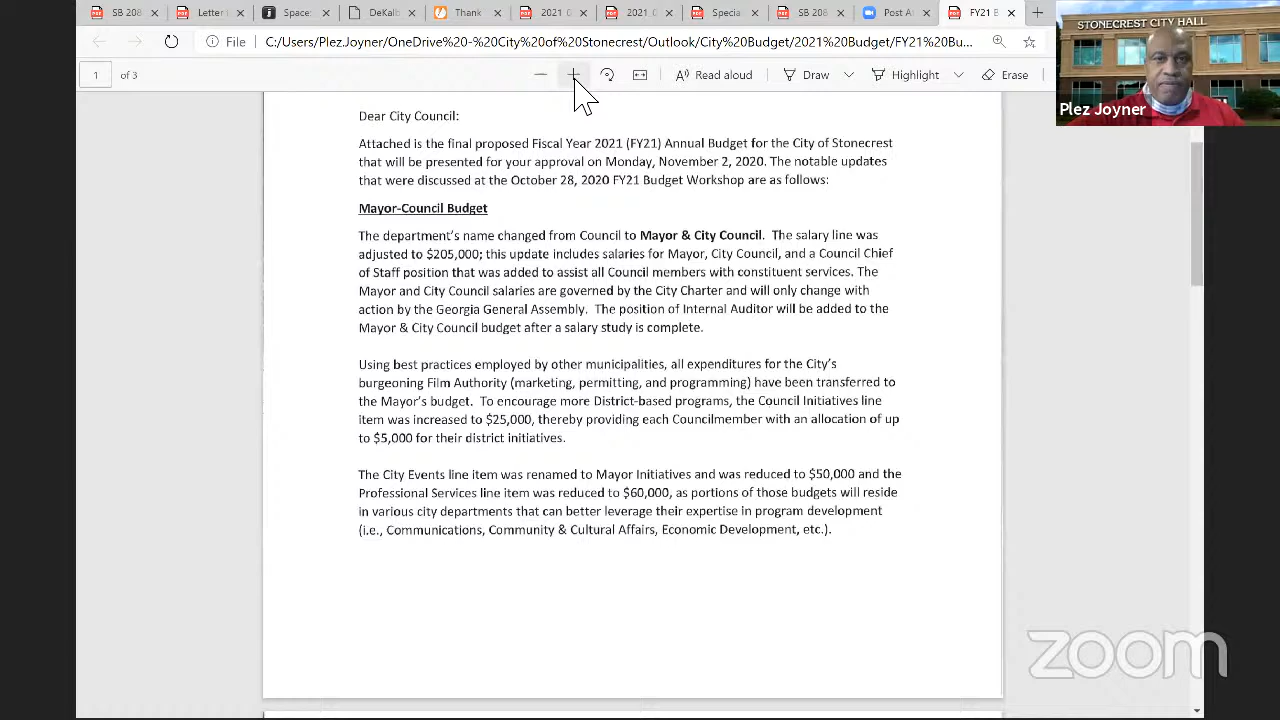 SB 208
Letter
Space
DeKal
Than
2021
2021
Speci
2020
Post
FY21 B
File
C:/Users/PlezJoyner/OneDrive%20-%20City%20of%20Stonecrest/Outlook/City%20Budget/2021%20Budget/FY21%20Bu...
1 of 3
Read aloud
Draw
Highlight
Erase
STONECREST CITY HALL
Plez Joyner
Dear City Council:
Attached is the final proposed Fiscal Year 2021 (FY21) Annual Budget for the City of Stonecrest
that will be presented for your approval on Monday, November 2, 2020. The notable updates
that were discussed at the October 28, 2020 FY21 Budget Workshop are as follows:
Mayor-Council Budget
The department's name changed from Council to Mayor & City Council. The salary line was
adjusted to $205,000; this update includes salaries for Mayor, City Council, and a Council Chief
of Staff position that was added to assist all Council members with constituent services. The
Mayor and City Council salaries are governed by the City Charter and will only change with
action by the Georgia General Assembly. The position of Internal Auditor will be added to the
Mayor & City Council budget after a salary study is complete.
Using best practices employed by other municipalities, all expenditures for the City's
burgeoning Film Authority (marketing, permitting, and programming) have been transferred to
the Mayor's budget. To encourage more District-based programs, the Council Initiatives line
item was increased to $25,000, thereby providing each Councilmember with an allocation of up
to $5,000 for their district initiatives.
The City Events line item was renamed to Mayor Initiatives and was reduced to $50,000 and the
Professional Services line item was reduced to $60,000, as portions of those budgets will reside
in various city departments that can better leverage their expertise in program development
(i.e., Communications, Community & Cultural Affairs, Economic Development, etc.).
zoom